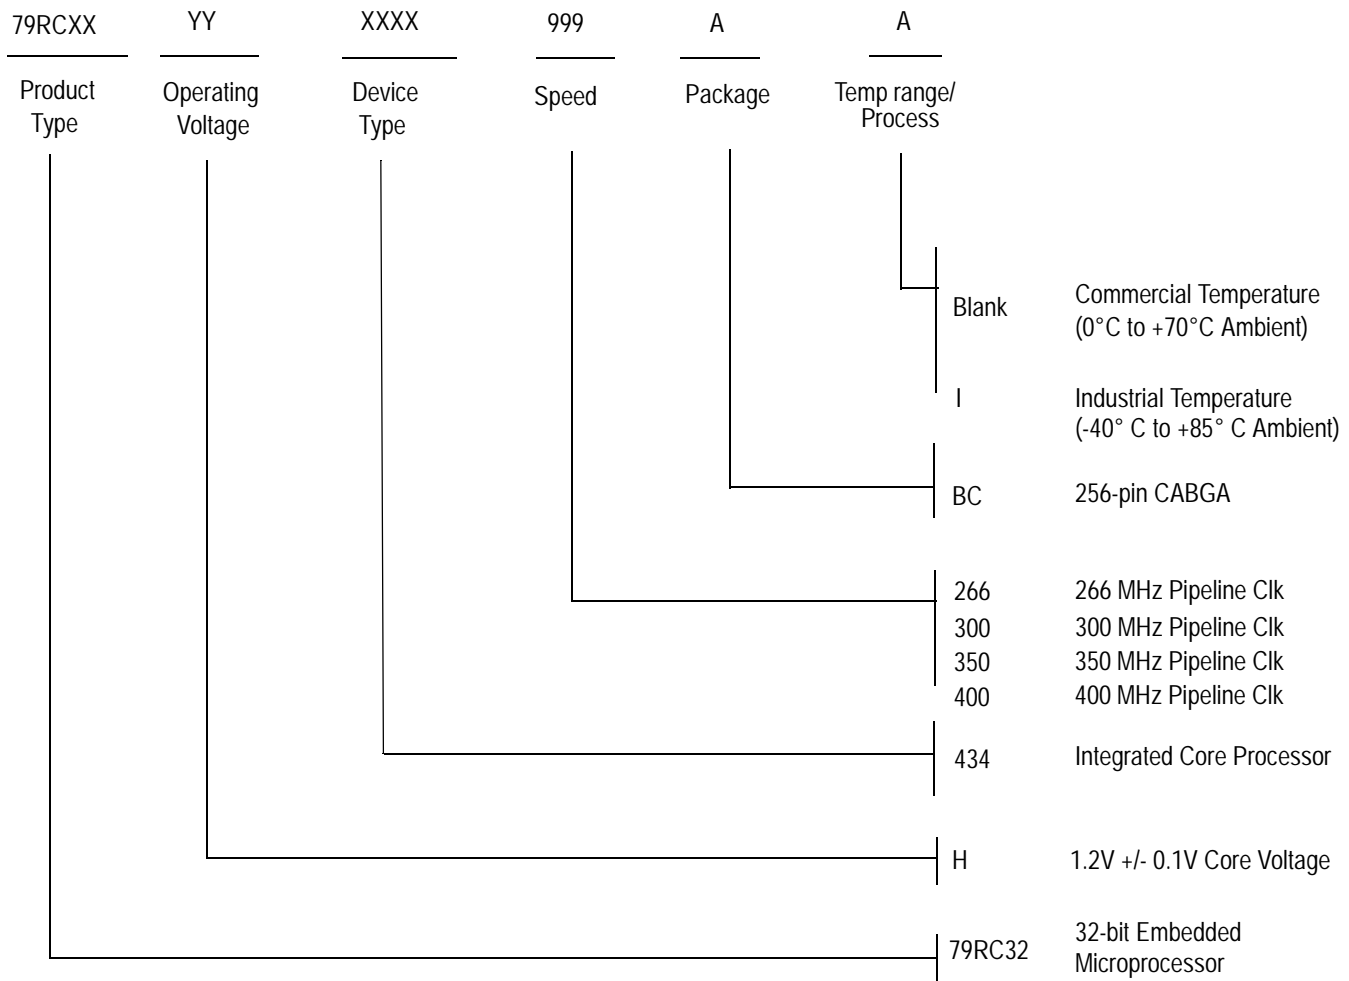 79RCXX YY XXXX 999 A A
Product Type
Operating Voltage
Device Type
Speed
Package
Temp range/ Process
Blank Commercial Temperature
(0°C to +70°C Ambient)
I Industrial Temperature
(-40° C to +85° C Ambient)
BC 256-pin CABGA
266 266 MHz Pipeline Clk
300 300 MHz Pipeline Clk
350 350 MHz Pipeline Clk
400 400 MHz Pipeline Clk
434 Integrated Core Processor
H 1.2V +/- 0.1V Core Voltage
79RC32 32-bit Embedded
Microprocessor